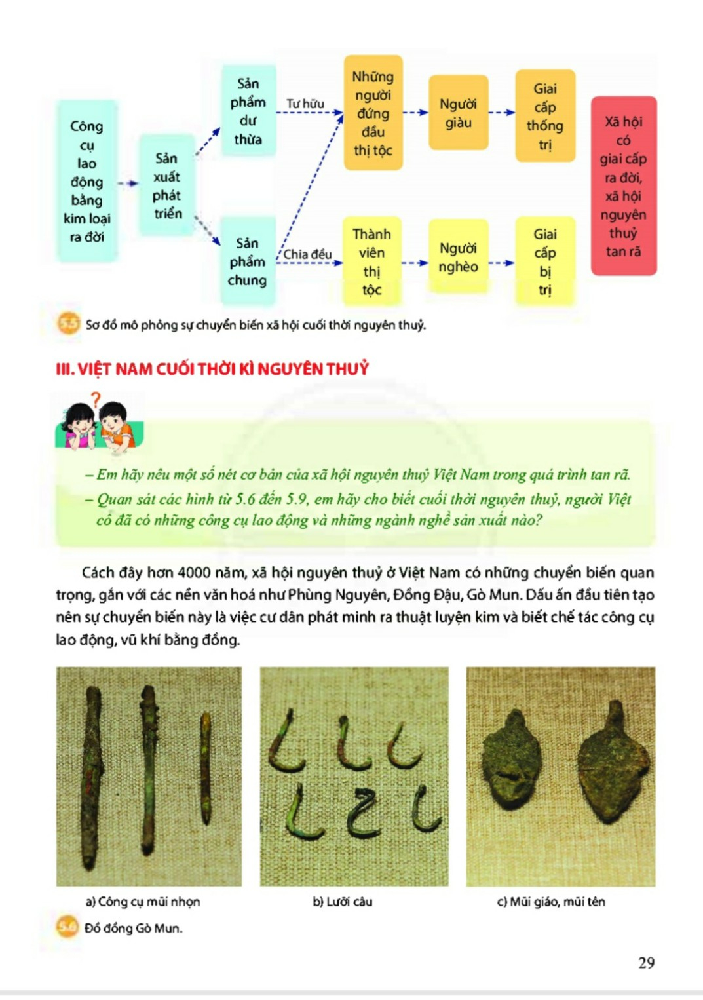 Công
cụ
lao
động
bằng
kim loại
ra đời
Sản
xuất
phát
triển
Sản
phẩm
dư
thừa
Sản
phẩm
chung
Tư hữu
Chia đều
Những
người
đứng
đầu
thị tộc
Người
giàu
Giai
cấp
thống
trị
Thành
viên
thị
tộc
Người
nghèo
Giai
cấp
bị
trị
Xã hội
có
giai cấp
ra đời,
xã hội
nguyên
thuỷ
tan rã
5.5 Sơ đồ mô phỏng sự chuyển biến xã hội cuối thời nguyên thuỷ.
III. VIỆT NAM CUỐI THỜI KÌ NGUYÊN THUỶ
?
– Em hãy nêu một số nét cơ bản của xã hội nguyên thuỷ Việt Nam trong quá trình tan rã.
– Quan sát các hình từ 5.6 đến 5.9, em hãy cho biết cuối thời nguyên thuỷ, người Việt
cổ đã có những công cụ lao động và những ngành nghề sản xuất nào?
Cách đây hơn 4000 năm, xã hội nguyên thuỷ ở Việt Nam có những chuyển biến quan
trọng, gắn với các nền văn hoá như Phùng Nguyên, Đồng Đậu, Gò Mun. Dấu ấn đầu tiên tạo
nên sự chuyển biến này là việc cư dân phát minh ra thuật luyện kim và biết chế tác công cụ
lao động, vũ khí bằng đồng.
a) Công cụ mũi nhọn
b) Lưỡi câu
c) Mũi giáo, mũi tên
5.6 Đồ đồng Gò Mun.
29